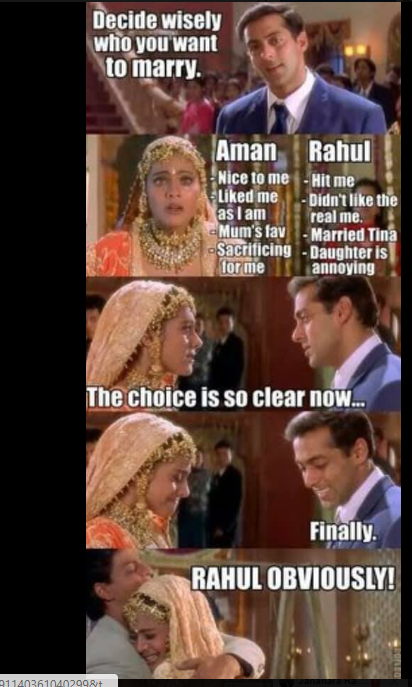 Decide wisely
who you want
to marry.
Aman
- Nice to me
- Liked me
as I am
- Mum's fav
- Sacrificing
for me
Rahul
- Hit me
- Didn't like the
real me.
- Married Tina
- Daughter is
annoying
The choice is so clear now...
Finally.
RAHUL OBVIOUSLY!